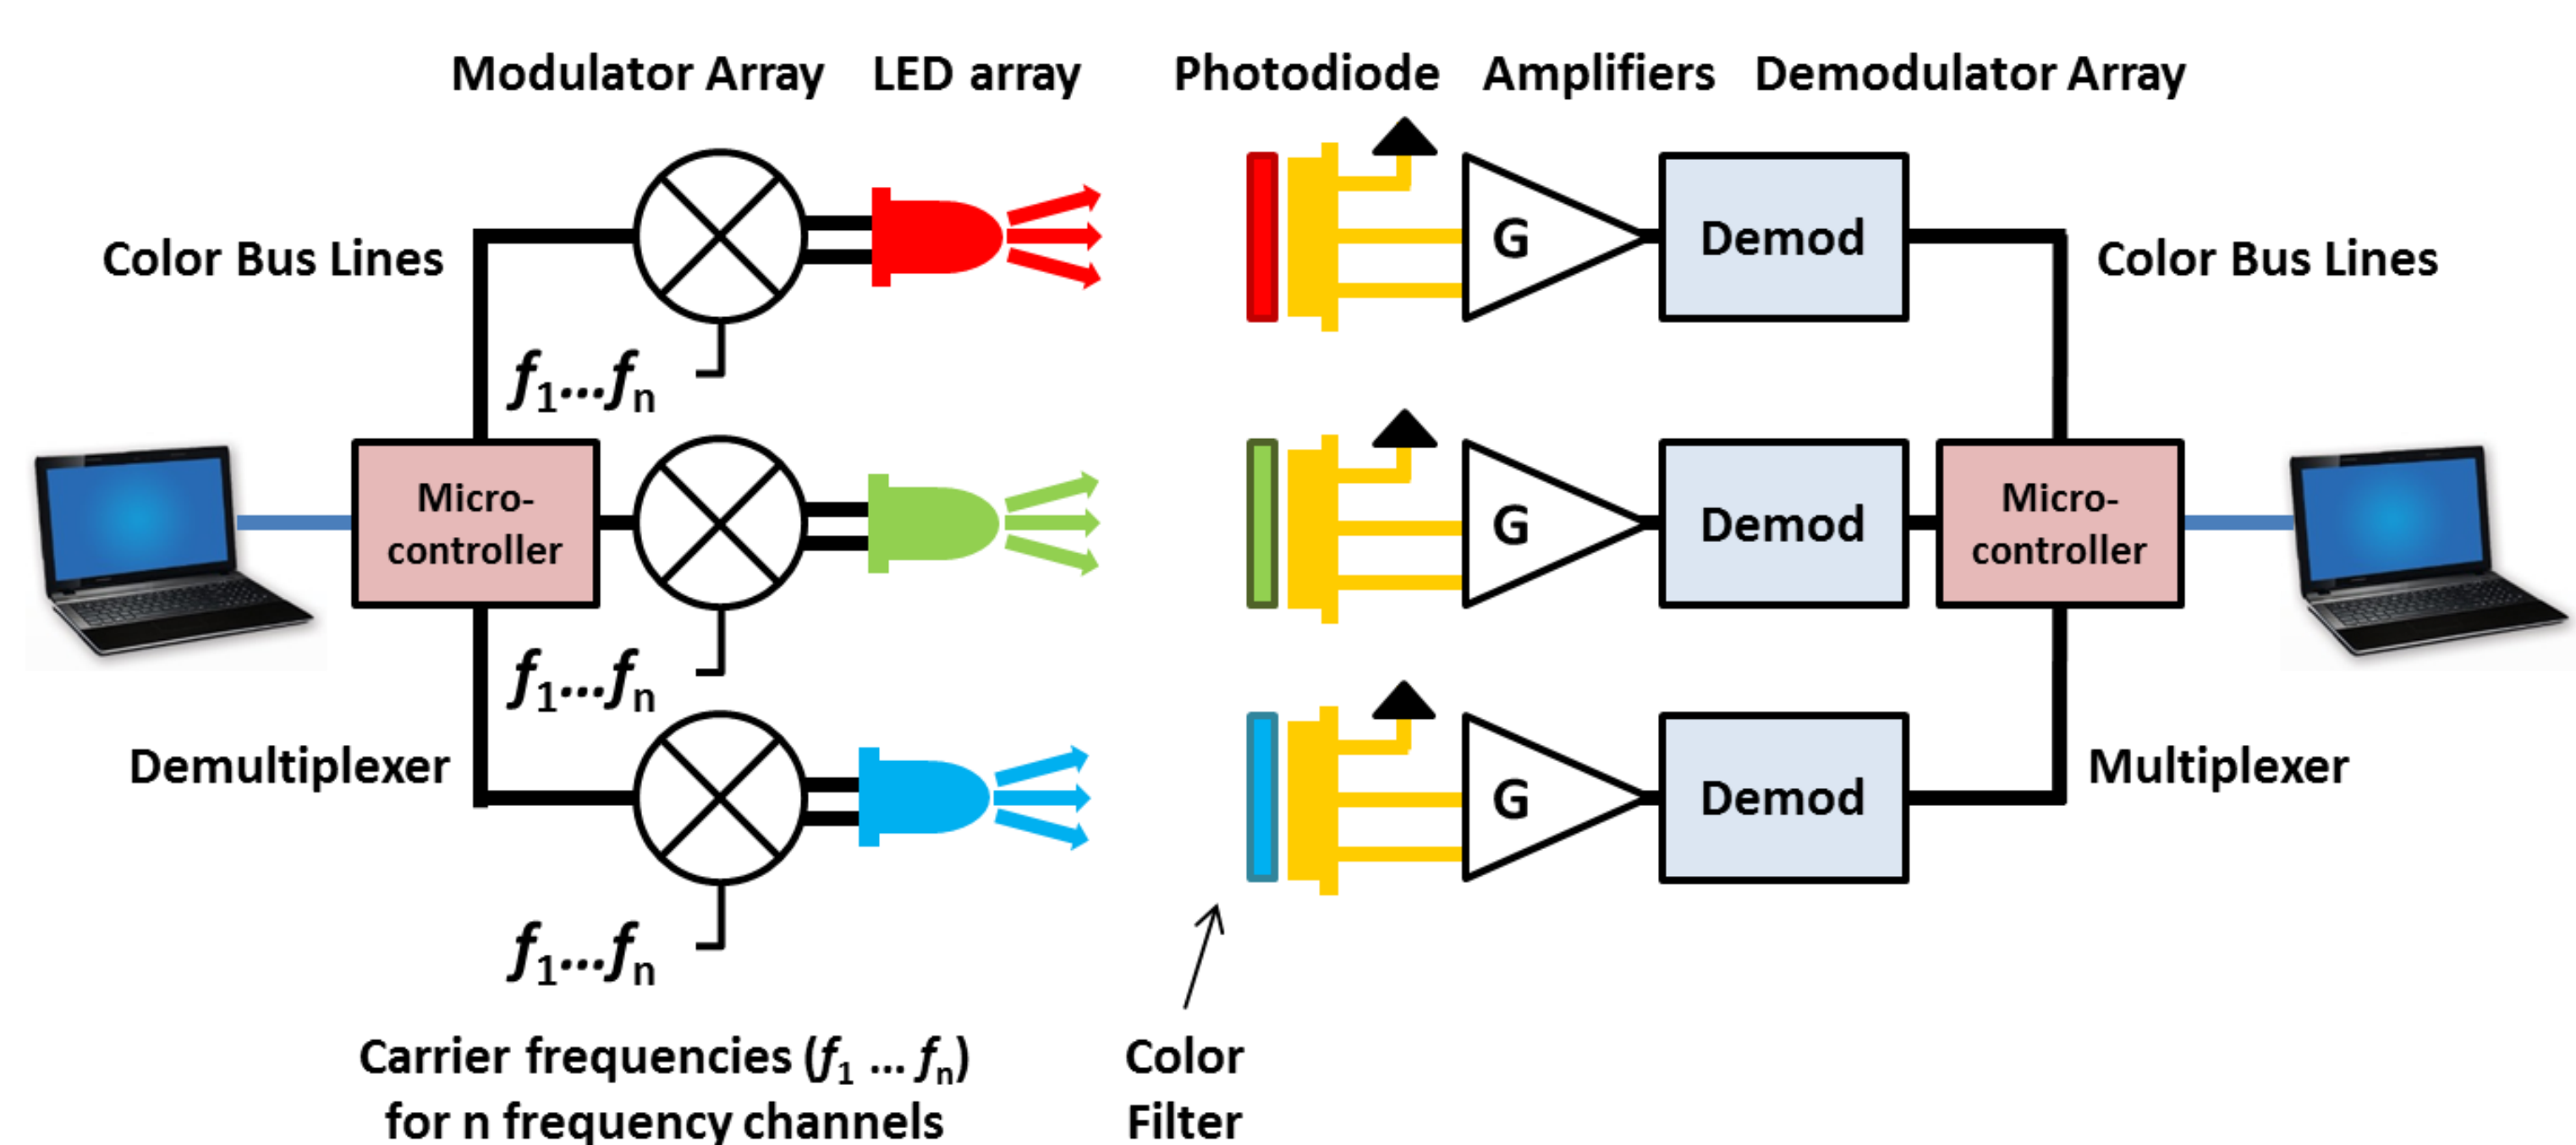 Modulator Array LED array Photodiode Amplifiers Demodulator Array
G Demod
Color Bus Lines Color Bus Lines
f1...fn
Micro-
controller
G Demod
Micro-
controller
f1...fn
Demultiplexer G Demod Multiplexer
f1...fn
Carrier frequencies (f1 ... fn)
for n frequency channels
Color
Filter